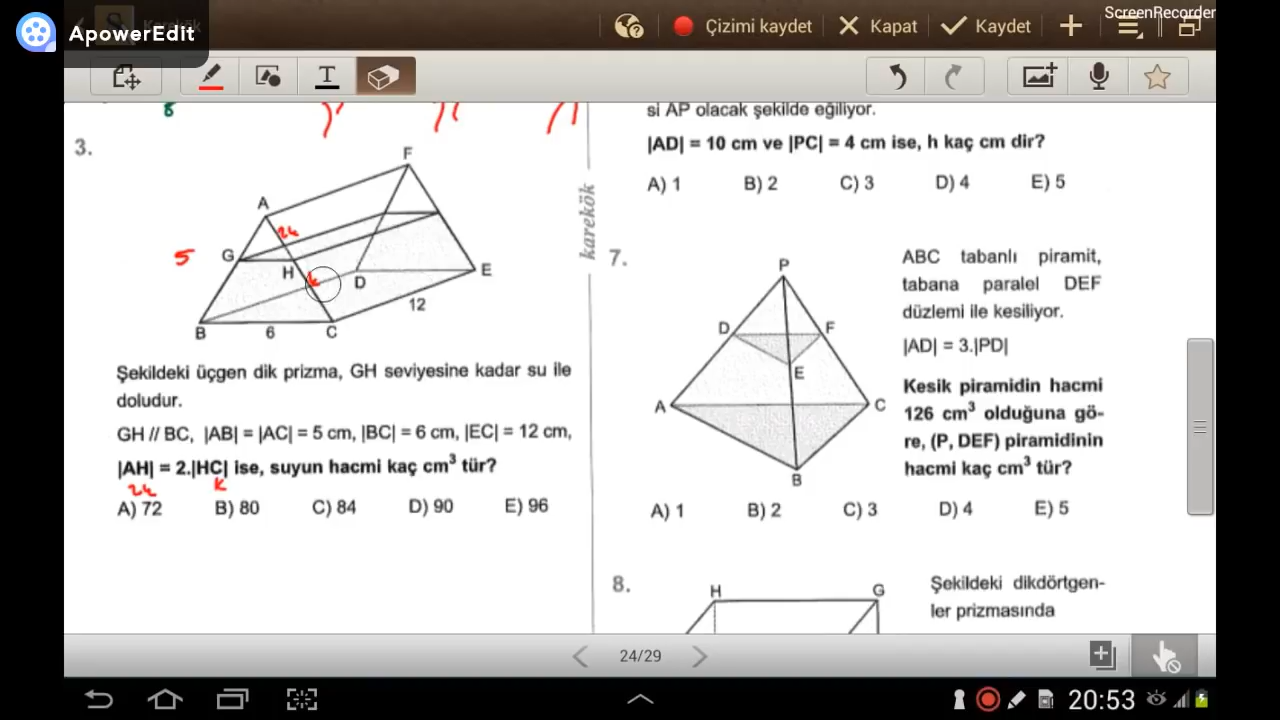 ScreenRecorder
ApowerEdit
Çizimi kaydet
Kapat
Kaydet
8
3.
F
A
2k
5
G
H
k
D
E
12
B
6
C
Şekildeki üçgen dik prizma, GH seviyesine kadar su ile
doludur.
GH // BC, |AB| = |AC| = 5 cm, |BC| = 6 cm, |EC| = 12 cm,
|AH| = 2.|HC| ise, suyun hacmi kaç cm³ tür?
2k
k
A) 72 B) 80 C) 84 D) 90 E) 96
karekök
si AP olacak şekilde eğiliyor.
|AD| = 10 cm ve |PC| = 4 cm ise, h kaç cm dir?
A) 1 B) 2 C) 3 D) 4 E) 5
7.
P
D
F
E
A
C
B
ABC tabanlı piramit,
tabana paralel DEF
düzlemi ile kesiliyor.
|AD| = 3.|PD|
Kesik piramidin hacmi
126 cm³ olduğuna gö-
re, (P, DEF) piramidinin
hacmi kaç cm³ tür?
A) 1 B) 2 C) 3 D) 4 E) 5
8.
H
G
Şekildeki dikdörtgen-
ler prizmasında
24/29
20:53